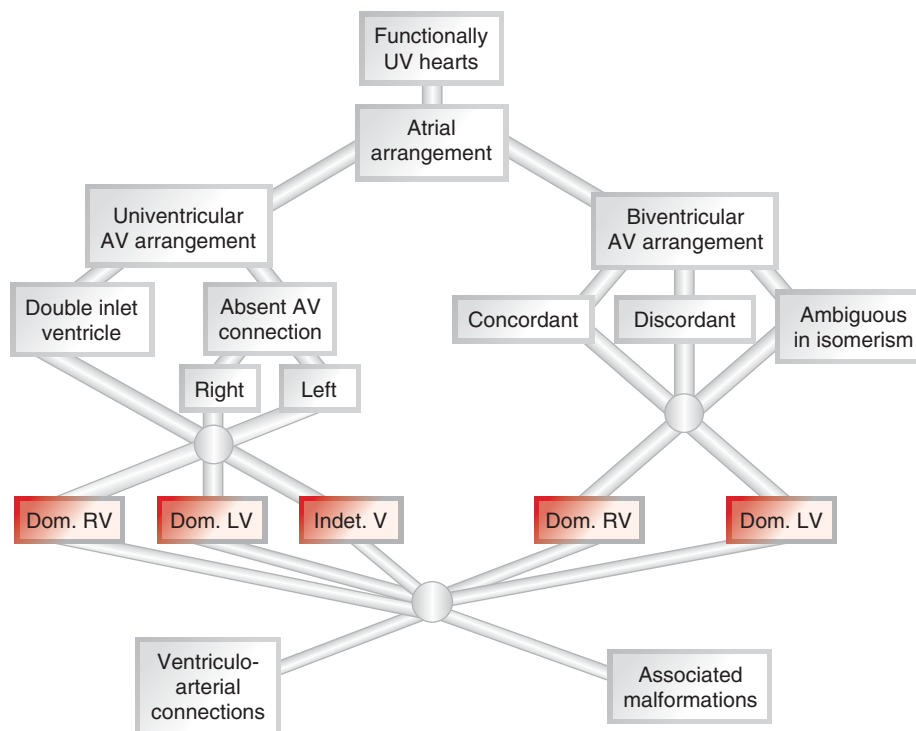 Functionally
UV hearts
Atrial
arrangement
Univentricular
AV arrangement
Biventricular
AV arrangement
Double inlet
ventricle
Absent AV
connection
Concordant
Discordant
Ambiguous
in isomerism
Right
Left
Dom. RV
Dom. LV
Indet. V
Dom. RV
Dom. LV
Ventriculo-
arterial
connections
Associated
malformations